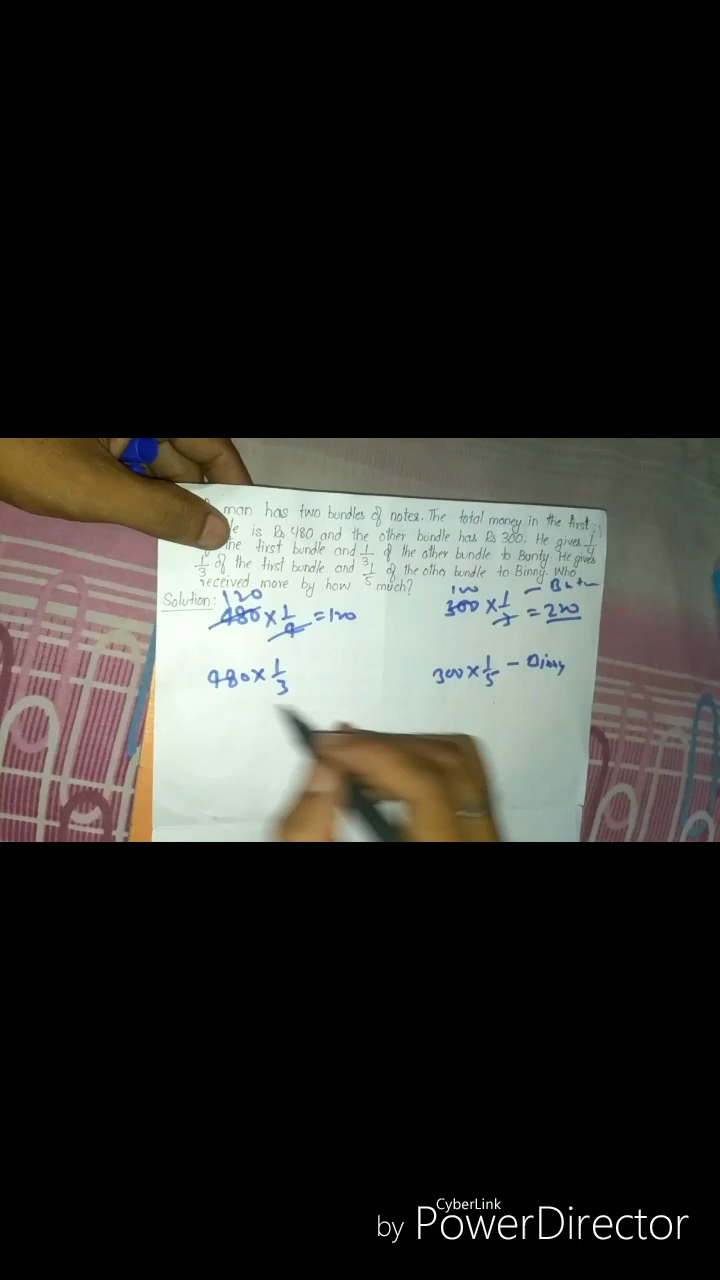 man has two bundles of notes. The total money in the first
is Rs 480 and the other bundle has Rs 300. He gives 1/4
the first bundle and 1/3 of the other bundle to Bunty. He gives
1/3 of the first bundle and 1/5 of the other bundle to Binny. Who
received more by how much?
Solution:
120
480 × 1/4 = 120
100
300 × 1/3 = 220
480 × 1/3
300 × 1/5 - Binny
CyberLink
by PowerDirector